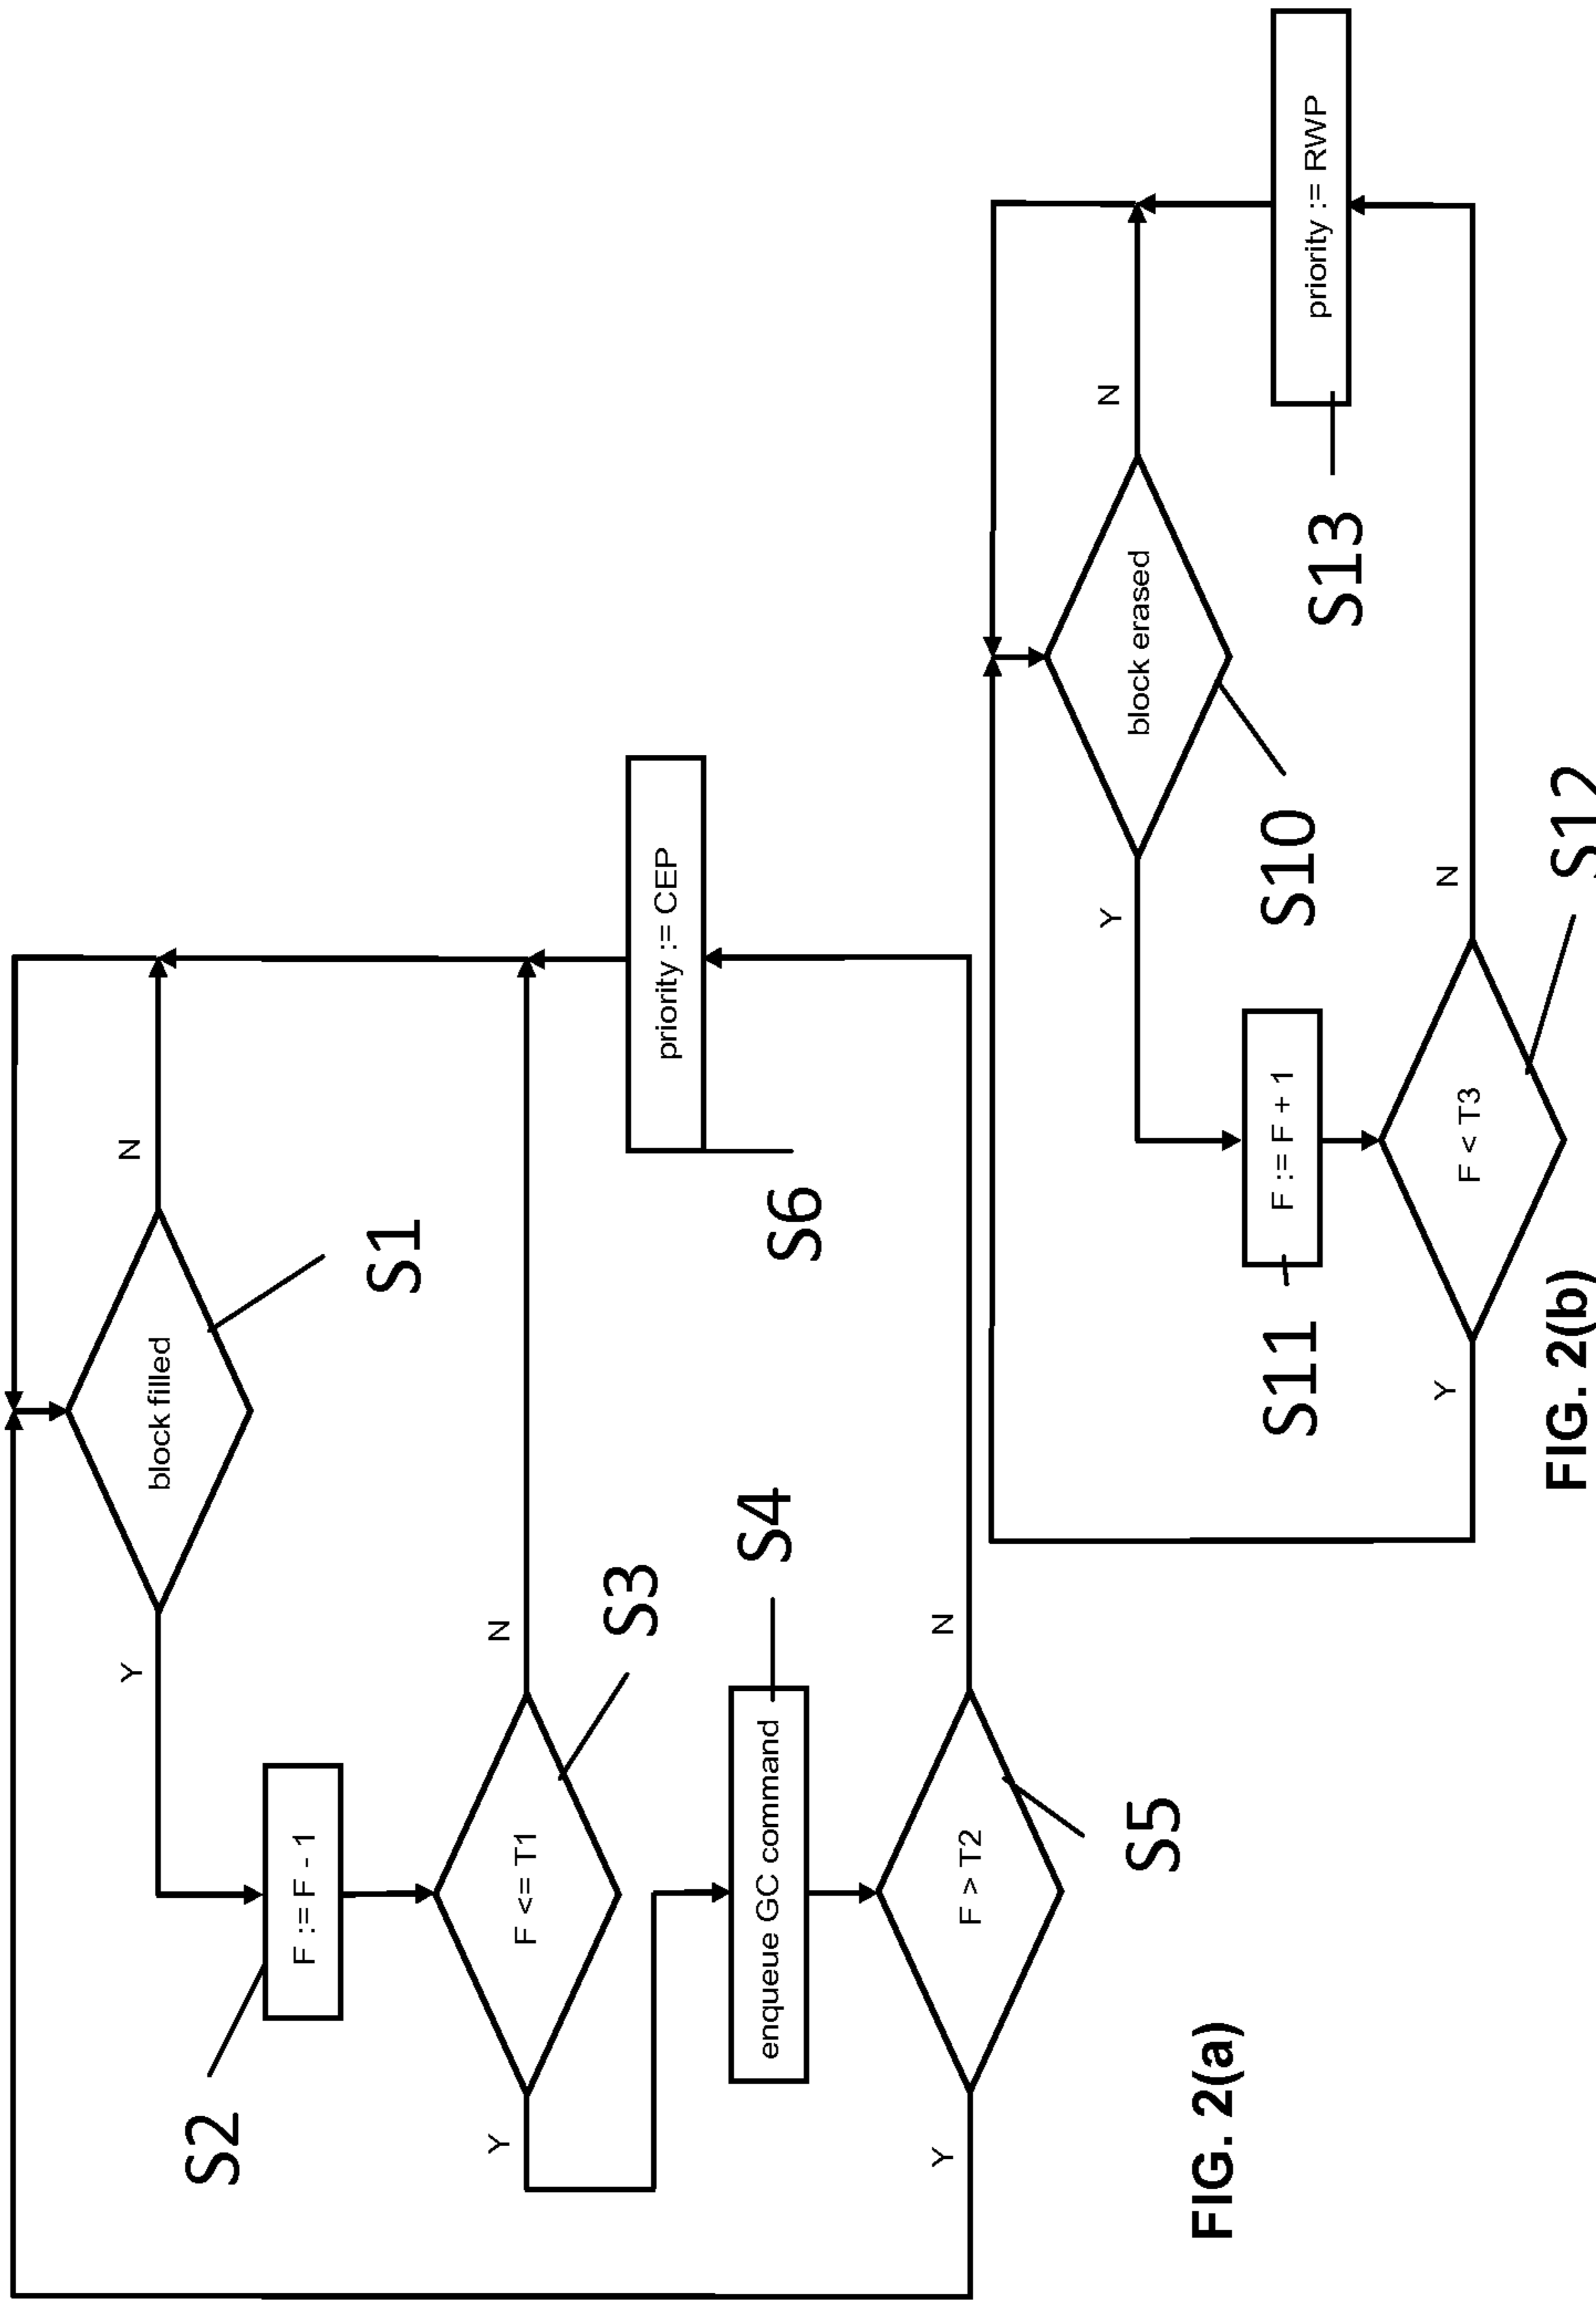 block filled
S1
N
Y
S2
F := F - 1
F <= T1
S3
N
Y
S4
enqueue GC command
priority := CEP
S6
F > T2
S5
N
Y
FIG. 2(a)
block erased
S10
N
Y
S11
F := F + 1
F < T3
S12
N
Y
priority := RWP
S13
FIG. 2(b)